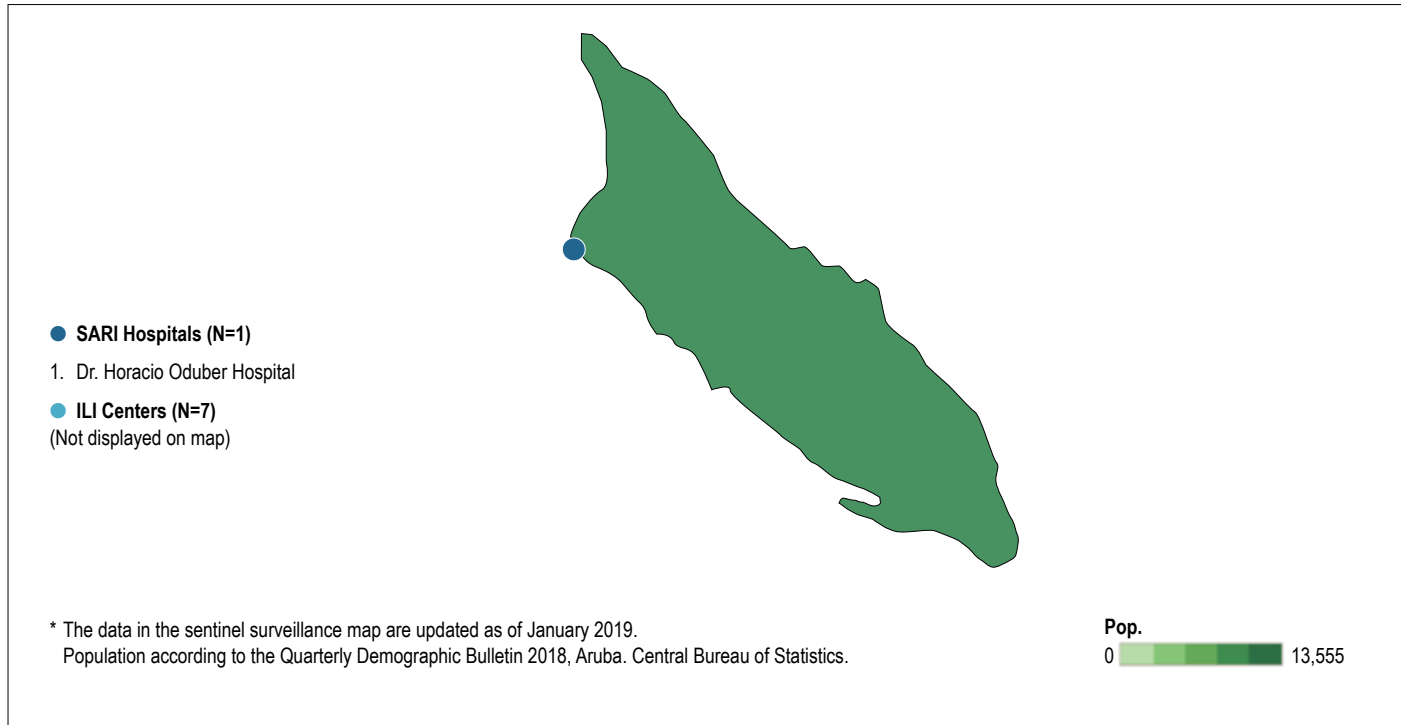 SARI Hospitals (N=1)
1. Dr. Horacio Oduber Hospital
ILI Centers (N=7)
(Not displayed on map)
* The data in the sentinel surveillance map are updated as of January 2019.
Population according to the Quarterly Demographic Bulletin 2018, Aruba. Central Bureau of Statistics.
Pop.
0 13,555